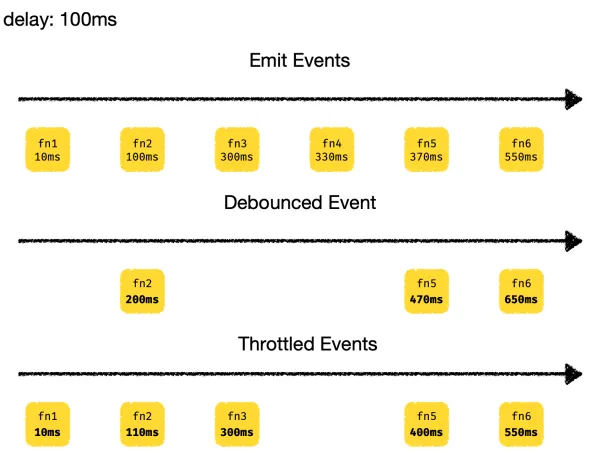 delay: 100ms
Emit Events
fn1 fn2 fn3 fn4 fn5 fn6
10ms 100ms 300ms 330ms 370ms 550ms
Debounced Event
fn2 fn5 fn6
200ms 470ms 650ms
Throttled Events
fn1 fn2 fn3 fn5 fn6
10ms 110ms 300ms 400ms 550ms